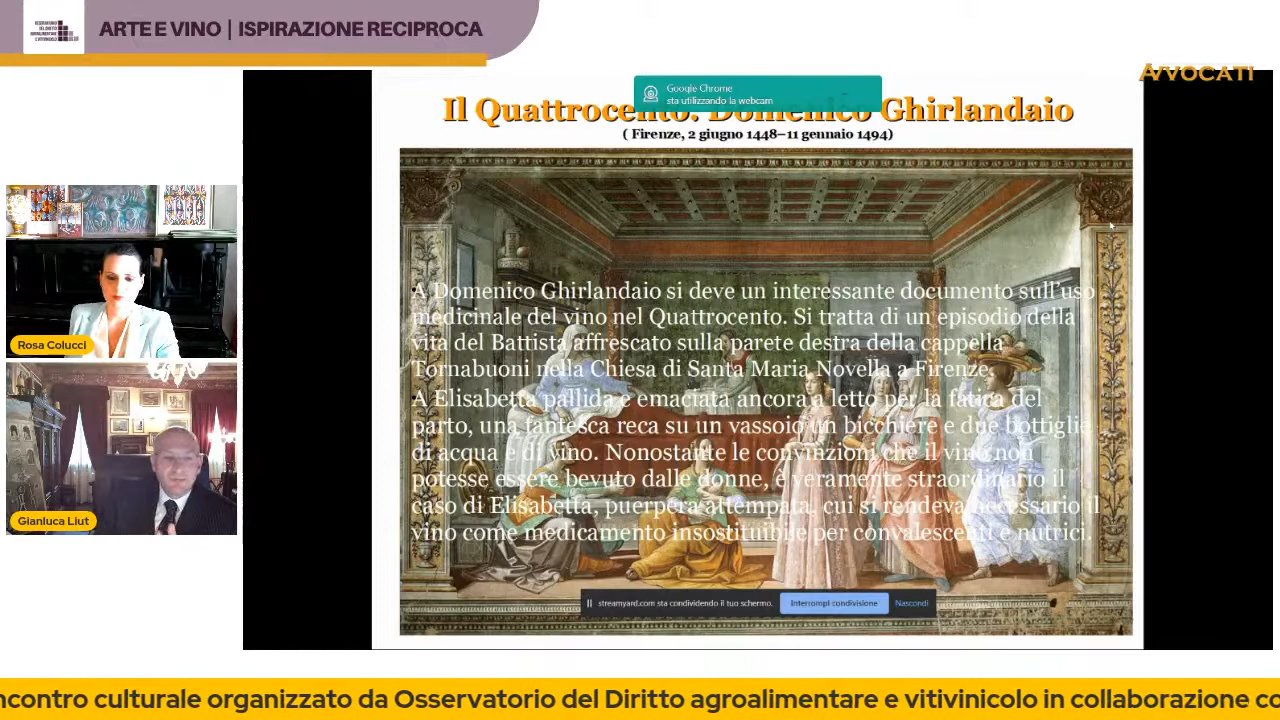 OSSERVATORIO
DEL DIRITTO
AGROALIMENTARE
E VITIVINICOLO
ARTE E VINO | ISPIRAZIONE RECIPROCA
AVVOCATI
Google Chrome
sta utilizzando la webcam
Il Quattrocento: Domenico Ghirlandaio
( Firenze, 2 giugno 1448–11 gennaio 1494)
A Domenico Ghirlandaio si deve un interessante documento sull'uso
medicinale del vino nel Quattrocento. Si tratta di un episodio della
vita del Battista affrescato sulla parete destra della cappella
Tornabuoni nella Chiesa di Santa Maria Novella a Firenze.
A Elisabetta pallida e emaciata ancora a letto per la fatica del
parto, una fantesca reca su un vassoio un bicchiere e due bottiglie
di acqua e di vino. Nonostante le convinzioni che il vino non
potesse essere bevuto dalle donne, è veramente straordinario il
caso di Elisabetta, puerpera attempata, cui si rendeva necessario il
vino come medicamento insostituibile per convalescenti e nutrici.
Rosa Colucci
Gianluca Liut
streamyard.com sta condividendo il tuo schermo.
Interrompi condivisione
Nascondi
ncontro culturale organizzato da Osservatorio del Diritto agroalimentare e vitivinicolo in collaborazione co